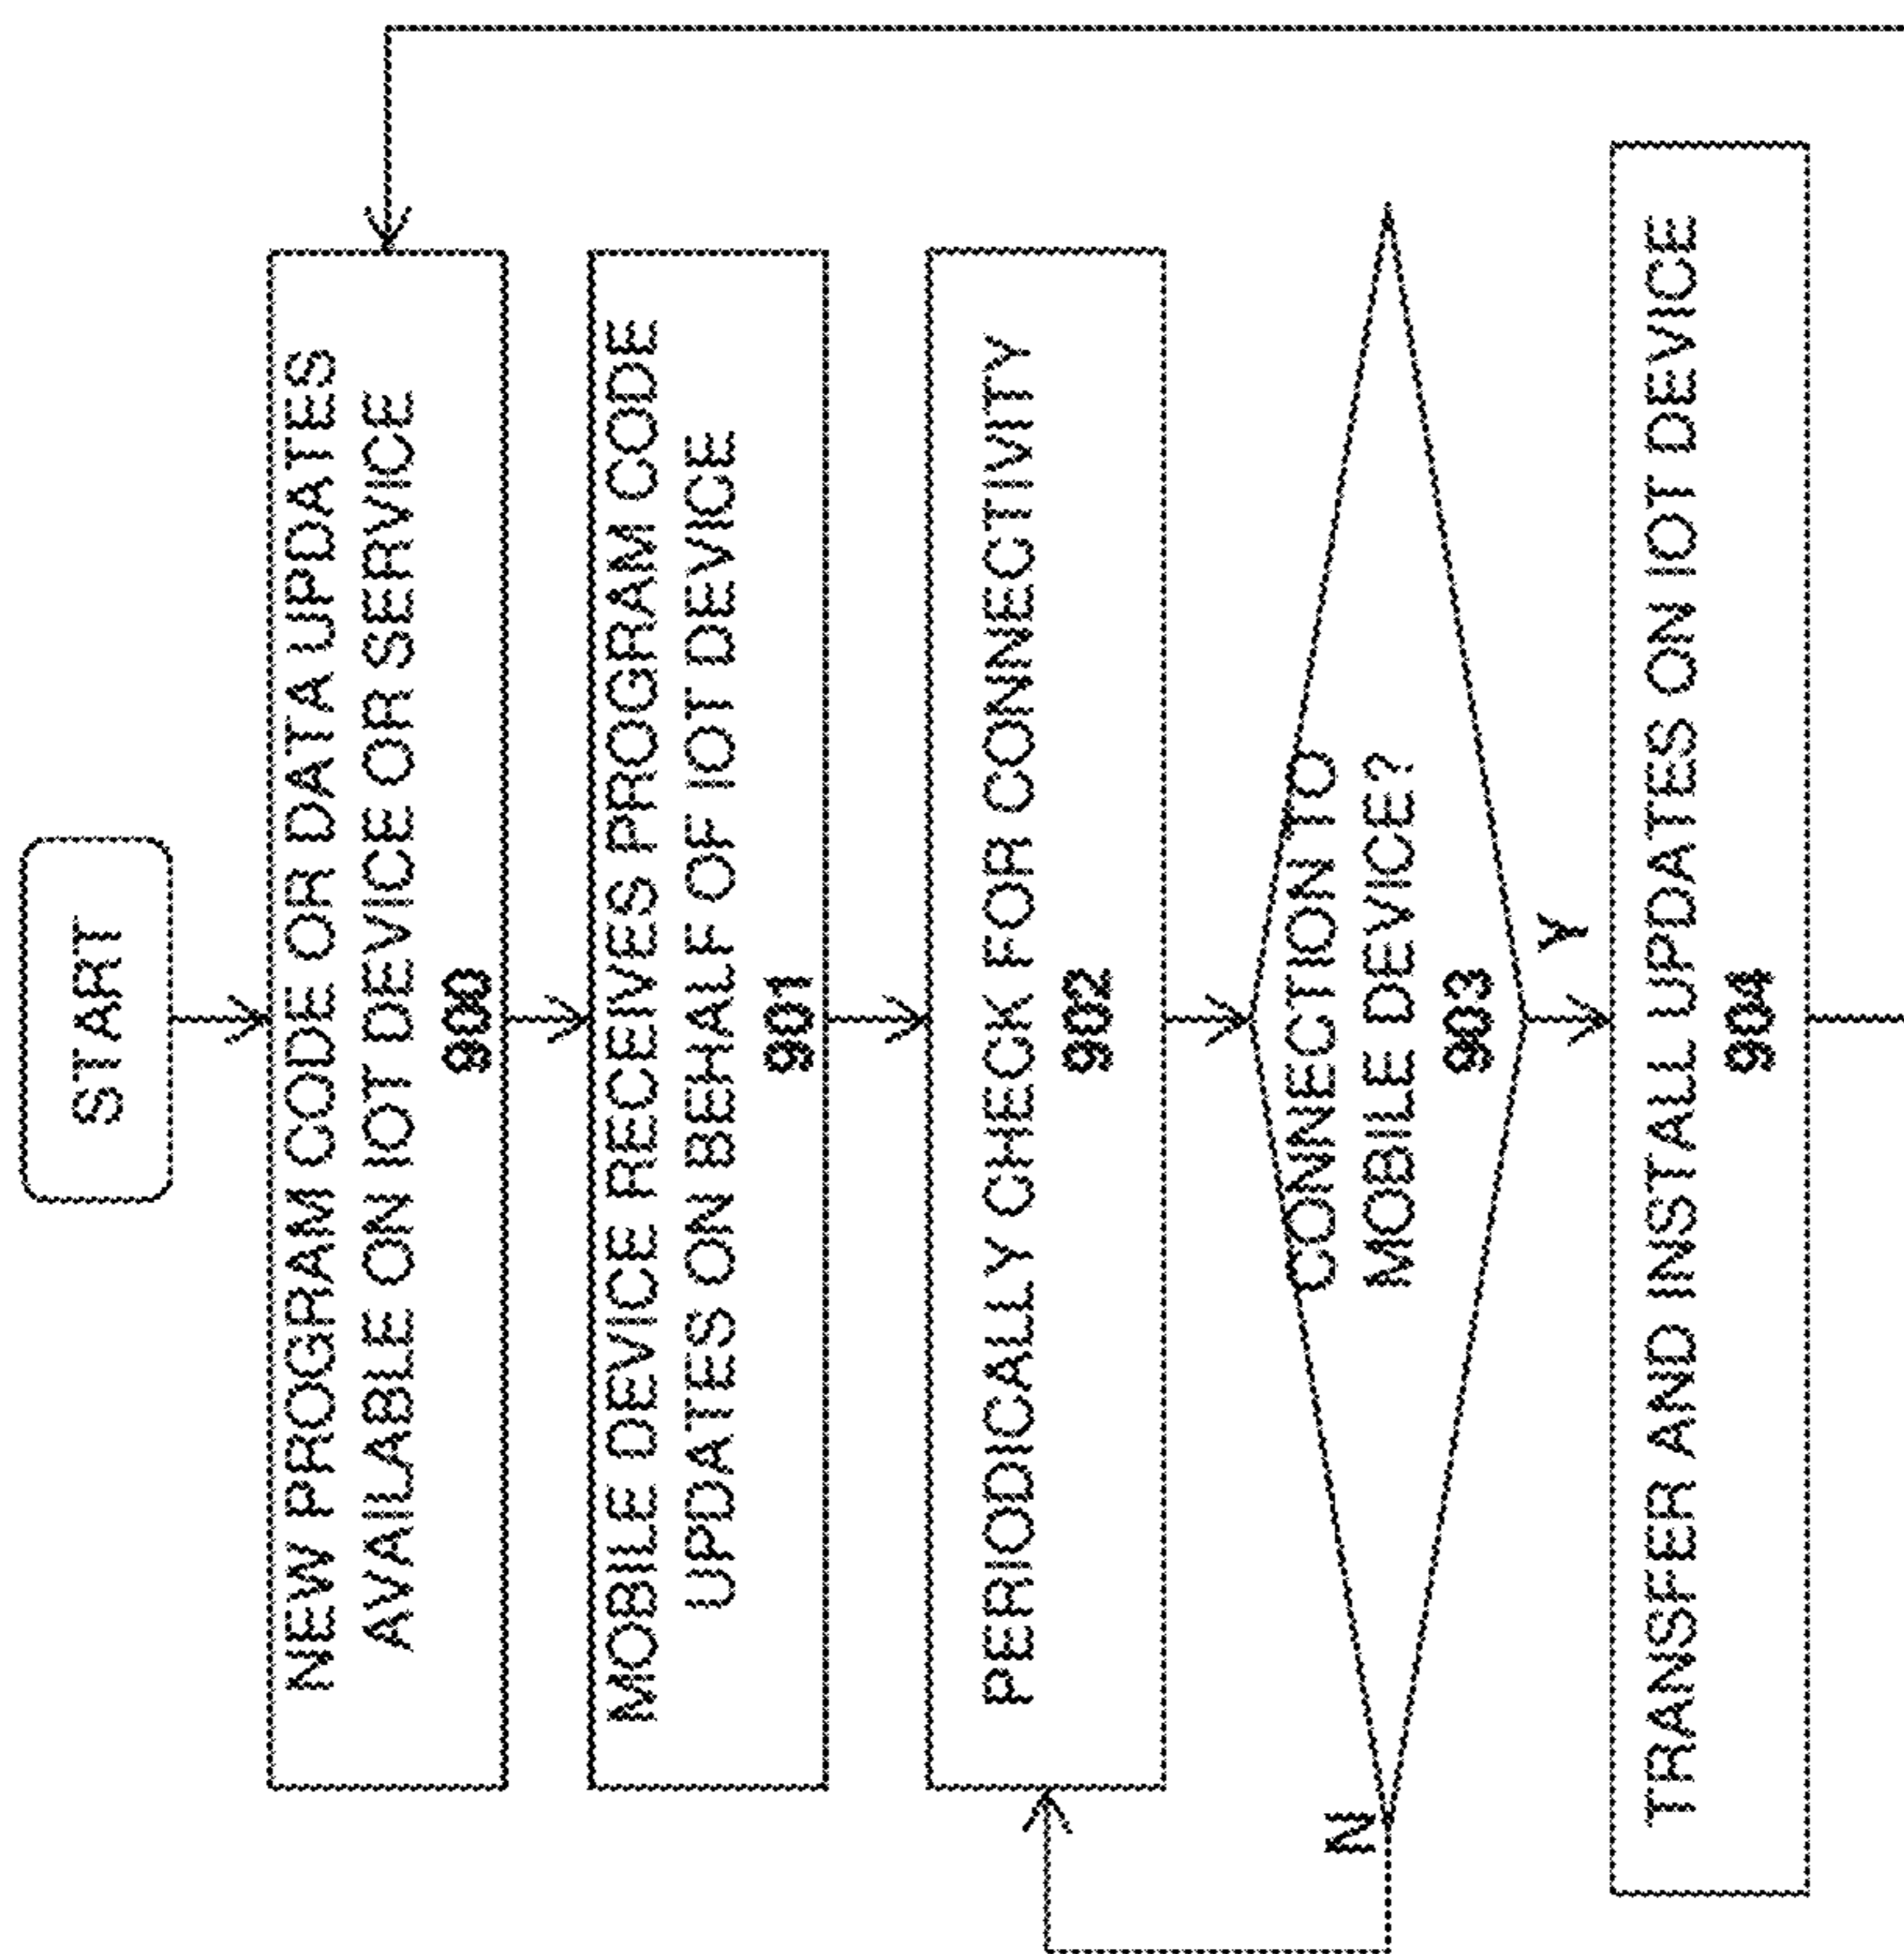 START
NEW PROGRAM CODE OR DATA UPDATES
AVAILABLE ON IOT DEVICE OR SERVICE
900
MOBILE DEVICE RECEIVES PROGRAM CODE
UPDATES ON BEHALF OF IOT DEVICE
901
PERIODICALLY CHECK FOR CONNECTIVITY
902
CONNECTION TO
MOBILE DEVICE?
903
N
Y
TRANSFER AND INSTALL UPDATES ON IOT DEVICE
904